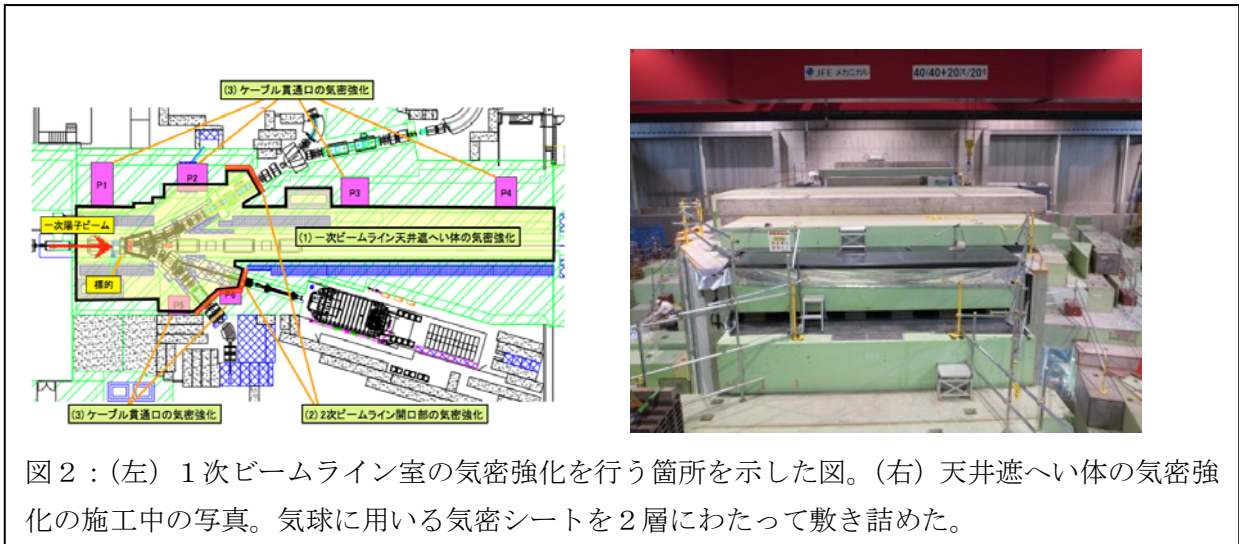 (3) ケーブル貫通口の気密強化
P1
P2
P3
P4
一次陽子ビーム
(1) 一次ビームライン天井遮へい体の気密強化
標的
P5
P6
(3) ケーブル貫通口の気密強化
(2) 2次ビームライン開口部の気密強化
JFE メカニカル
40(40+20)t/20t
図2：(左) 1次ビームライン室の気密強化を行う箇所を示した図。(右) 天井遮へい体の気密強
化の施工中の写真。気球に用いる気密シートを2層にわたって敷き詰めた。